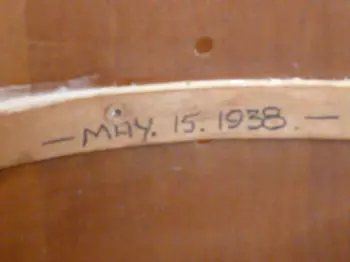 — MAY. 15. 1938. —